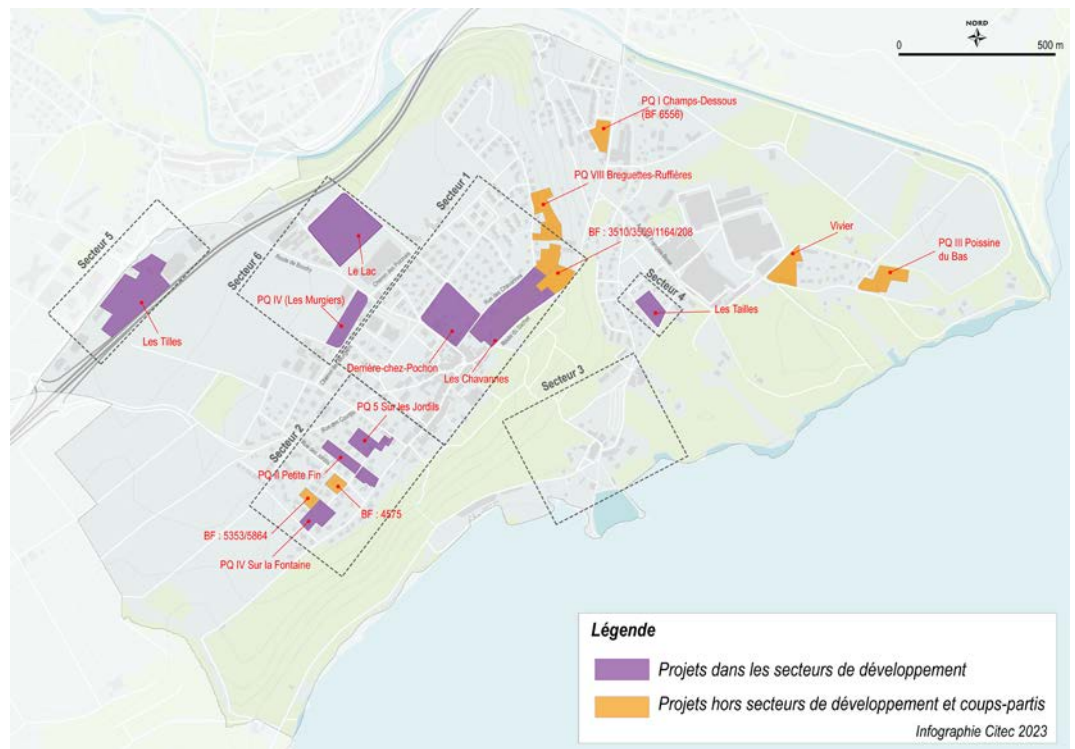 NORD
0 500 m
PQ I Champs-Dessous
(BF 6556)
PQ VIII Breguettes-Ruffières
Secteur 1
BF : 3510/3509/1164/208
Secteur 5
Secteur 6
Route de Boudry
Le Lac
Vivier
PQ III Poissine
du Bas
PQ IV (Les Murgiers)
Secteur 4
Les Tailles
Les Tilles
Derrière-chez-Pochon
Les Chavannes
Secteur 3
PQ 5 Sur les Jordils
Secteur 2
PQ II Petite Fin
BF : 4575
BF : 5353/5864
PQ IV Sur la Fontaine
Légende
Projets dans les secteurs de développement
Projets hors secteurs de développement et coups-partis
Infographie Citec 2023